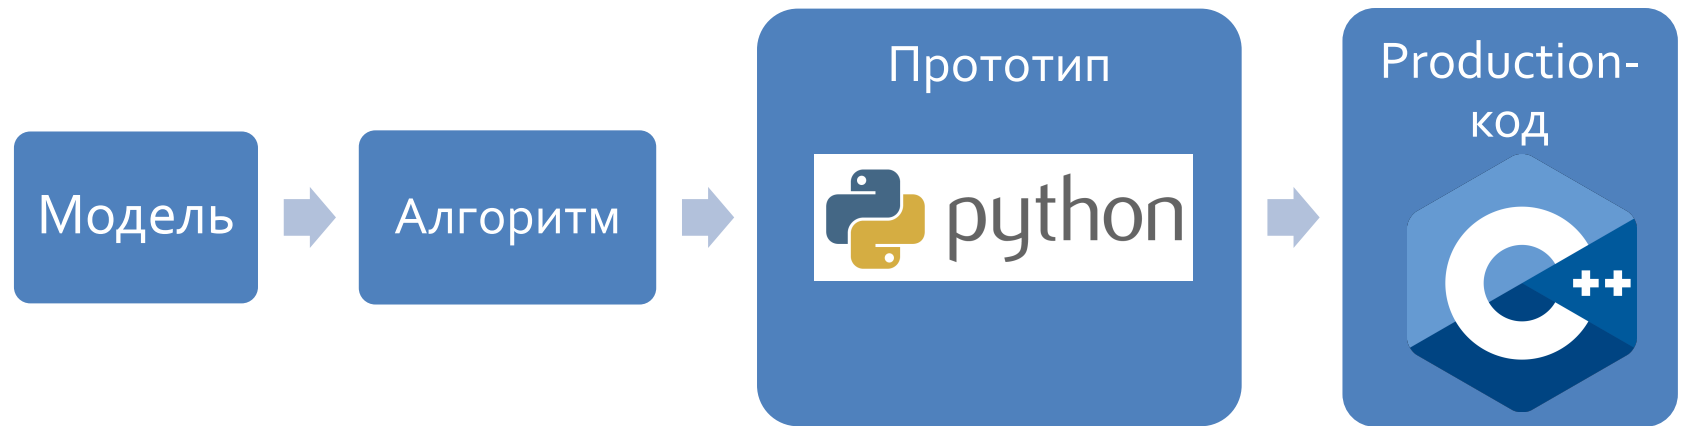 Модель
Алгоритм
Прототип
python
Production-
код
C++